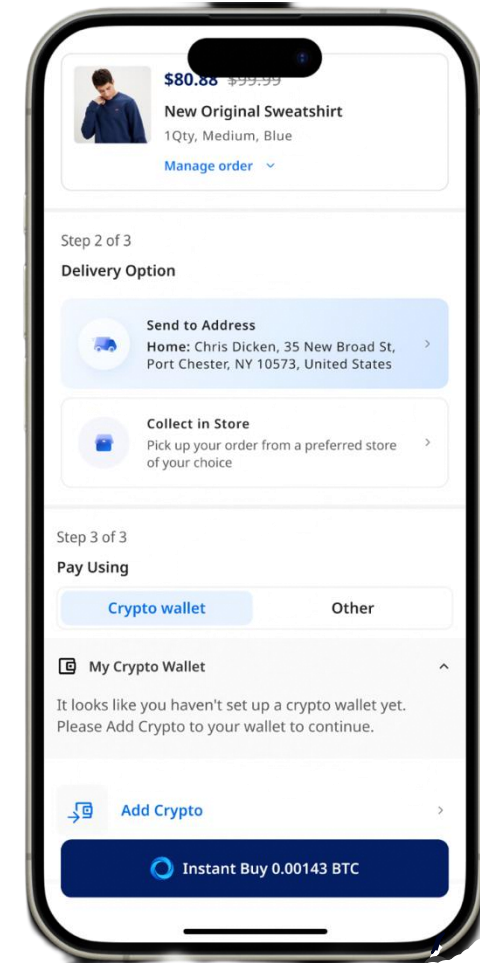 $80.88 $99.99
New Original Sweatshirt
1Qty, Medium, Blue
Manage order
Step 2 of 3
Delivery Option
Send to Address
Home: Chris Dicken, 35 New Broad St,
Port Chester, NY 10573, United States
Collect in Store
Pick up your order from a preferred store
of your choice
Step 3 of 3
Pay Using
Crypto wallet Other
My Crypto Wallet
It looks like you haven't set up a crypto wallet yet.
Please Add Crypto to your wallet to continue.
Add Crypto
Instant Buy 0.00143 BTC